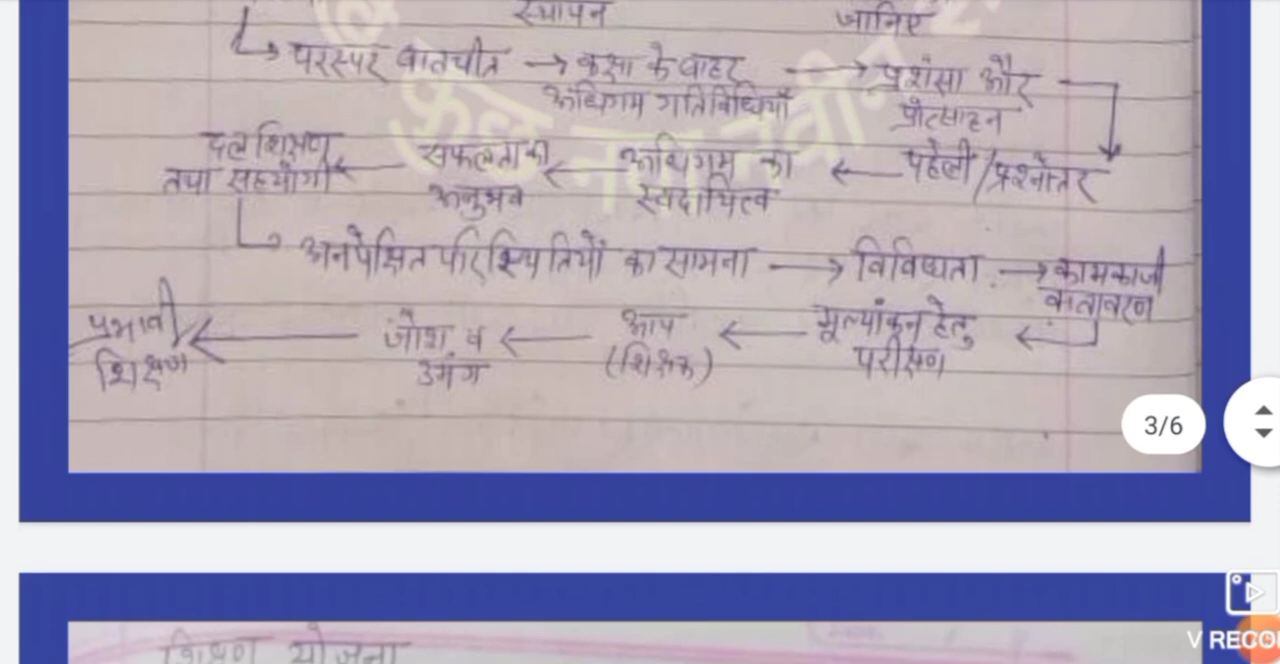 स्थापन जानिए
परस्पर बातचीत → कक्षा के बाहर → प्रशंसा और
अधिगम गतिविधियाँ प्रोत्साहन
दल शिक्षण ← सफलता का ← अधिगम का ← पहेली/प्रश्नोत्तर
तथा सहयोगी अनुभव स्वदायित्व
अनपेक्षित परिस्थितियों का सामना → विविधता → कामकाजी
वातावरण
प्रभावी ← जोश व ← आप ← मूल्यांकन हेतु
शिक्षण उमंग (शिक्षक) परीक्षण
3/6
V RECO
शिक्षण योजना